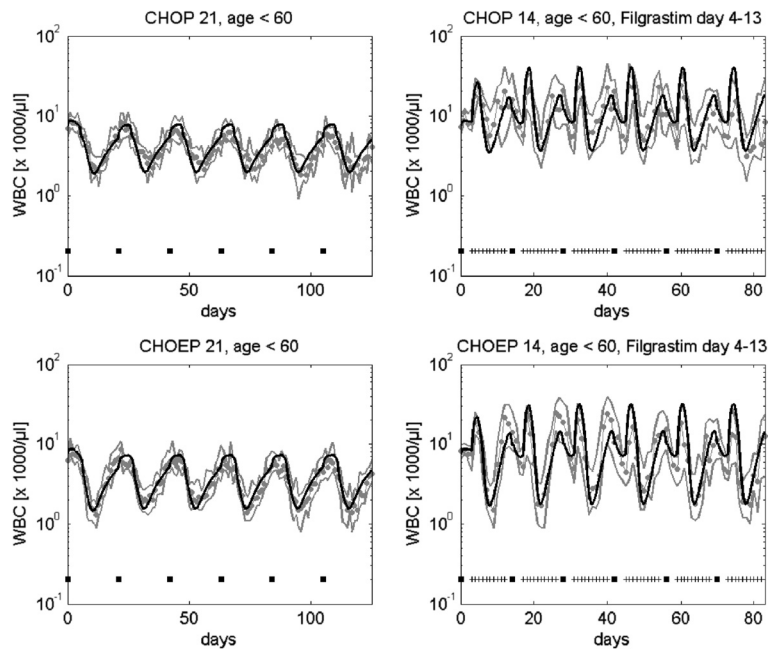 CHOP 21, age < 60
WBC [x 1000/µl]
10²
10¹
10⁰
10⁻¹
0
50
100
days
CHOP 14, age < 60, Filgrastim day 4-13
WBC [x 1000/µl]
10²
10¹
10⁰
10⁻¹
0
20
40
60
80
days
CHOEP 21, age < 60
WBC [x 1000/µl]
10²
10¹
10⁰
10⁻¹
0
50
100
days
CHOEP 14, age < 60, Filgrastim day 4-13
WBC [x 1000/µl]
10²
10¹
10⁰
10⁻¹
0
20
40
60
80
days